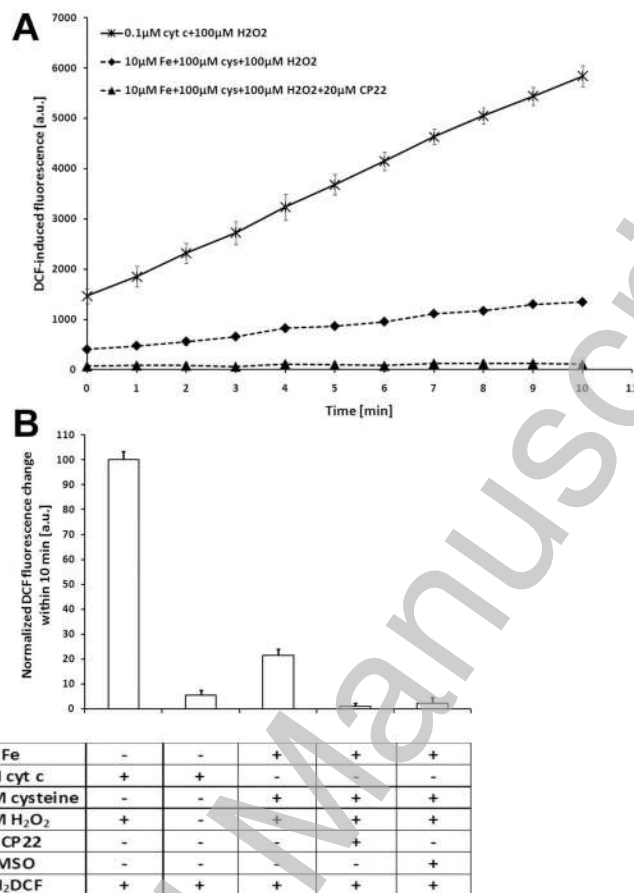 A
7000
0.1μM cyt c+100μM H2O2
10μM Fe+100μM cys+100μM H2O2
10μM Fe+100μM cys+100μM H2O2+20μM CP22
6000
5000
4000
3000
2000
1000
0
DCF-induced fluorescence [a.u.]
0 1 2 3 4 5 6 7 8 9 10
Time [min]
B
110
100
90
80
70
60
50
40
30
20
10
0
Normalized DCF fluorescence change
within 10 min [a.u.]
Fe - - + + +
cyt c + + - - -
cysteine - - + + +
H₂O₂ + - + + +
CP22 - - - + -
MSO - - - - +
₂DCF + + + + +
Manuscri